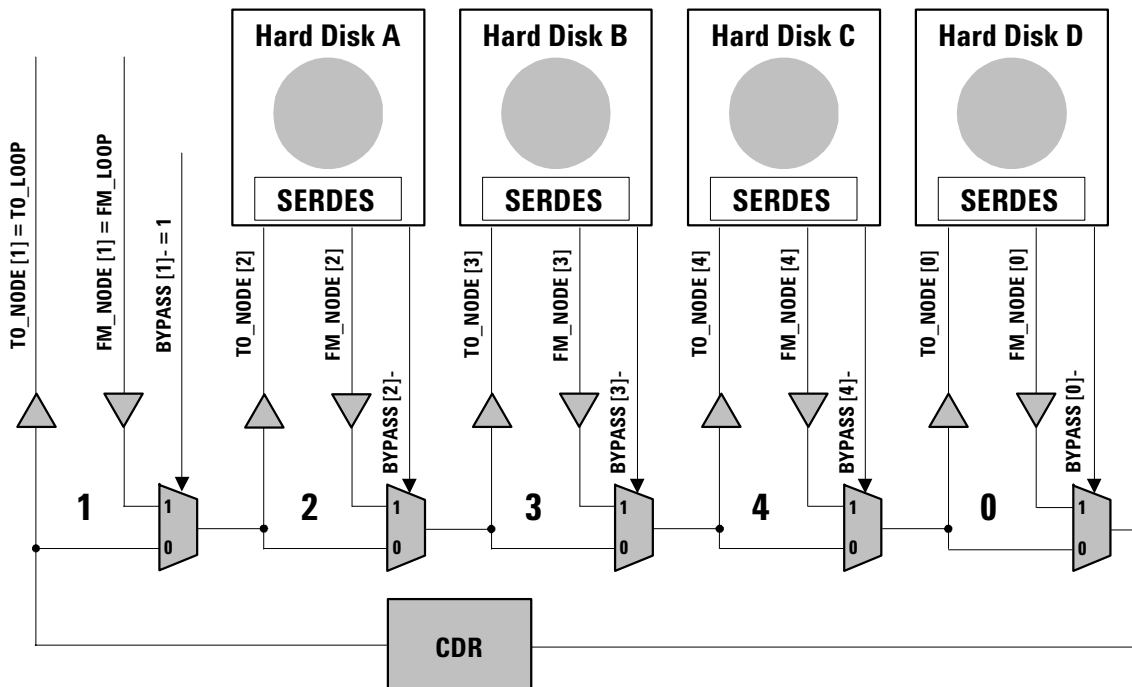 Hard Disk A
Hard Disk B
Hard Disk C
Hard Disk D
SERDES
SERDES
SERDES
SERDES
TO_NODE [1] = TO_LOOP
FM_NODE [1] = FM_LOOP
BYPASS [1]- = 1
TO_NODE [2]
FM_NODE [2]
BYPASS [2]-
TO_NODE [3]
FM_NODE [3]
BYPASS [3]-
TO_NODE [4]
FM_NODE [4]
BYPASS [4]-
TO_NODE [0]
FM_NODE [0]
BYPASS [0]-
1
1
0
2
1
0
3
1
0
4
1
0
0
1
0
CDR